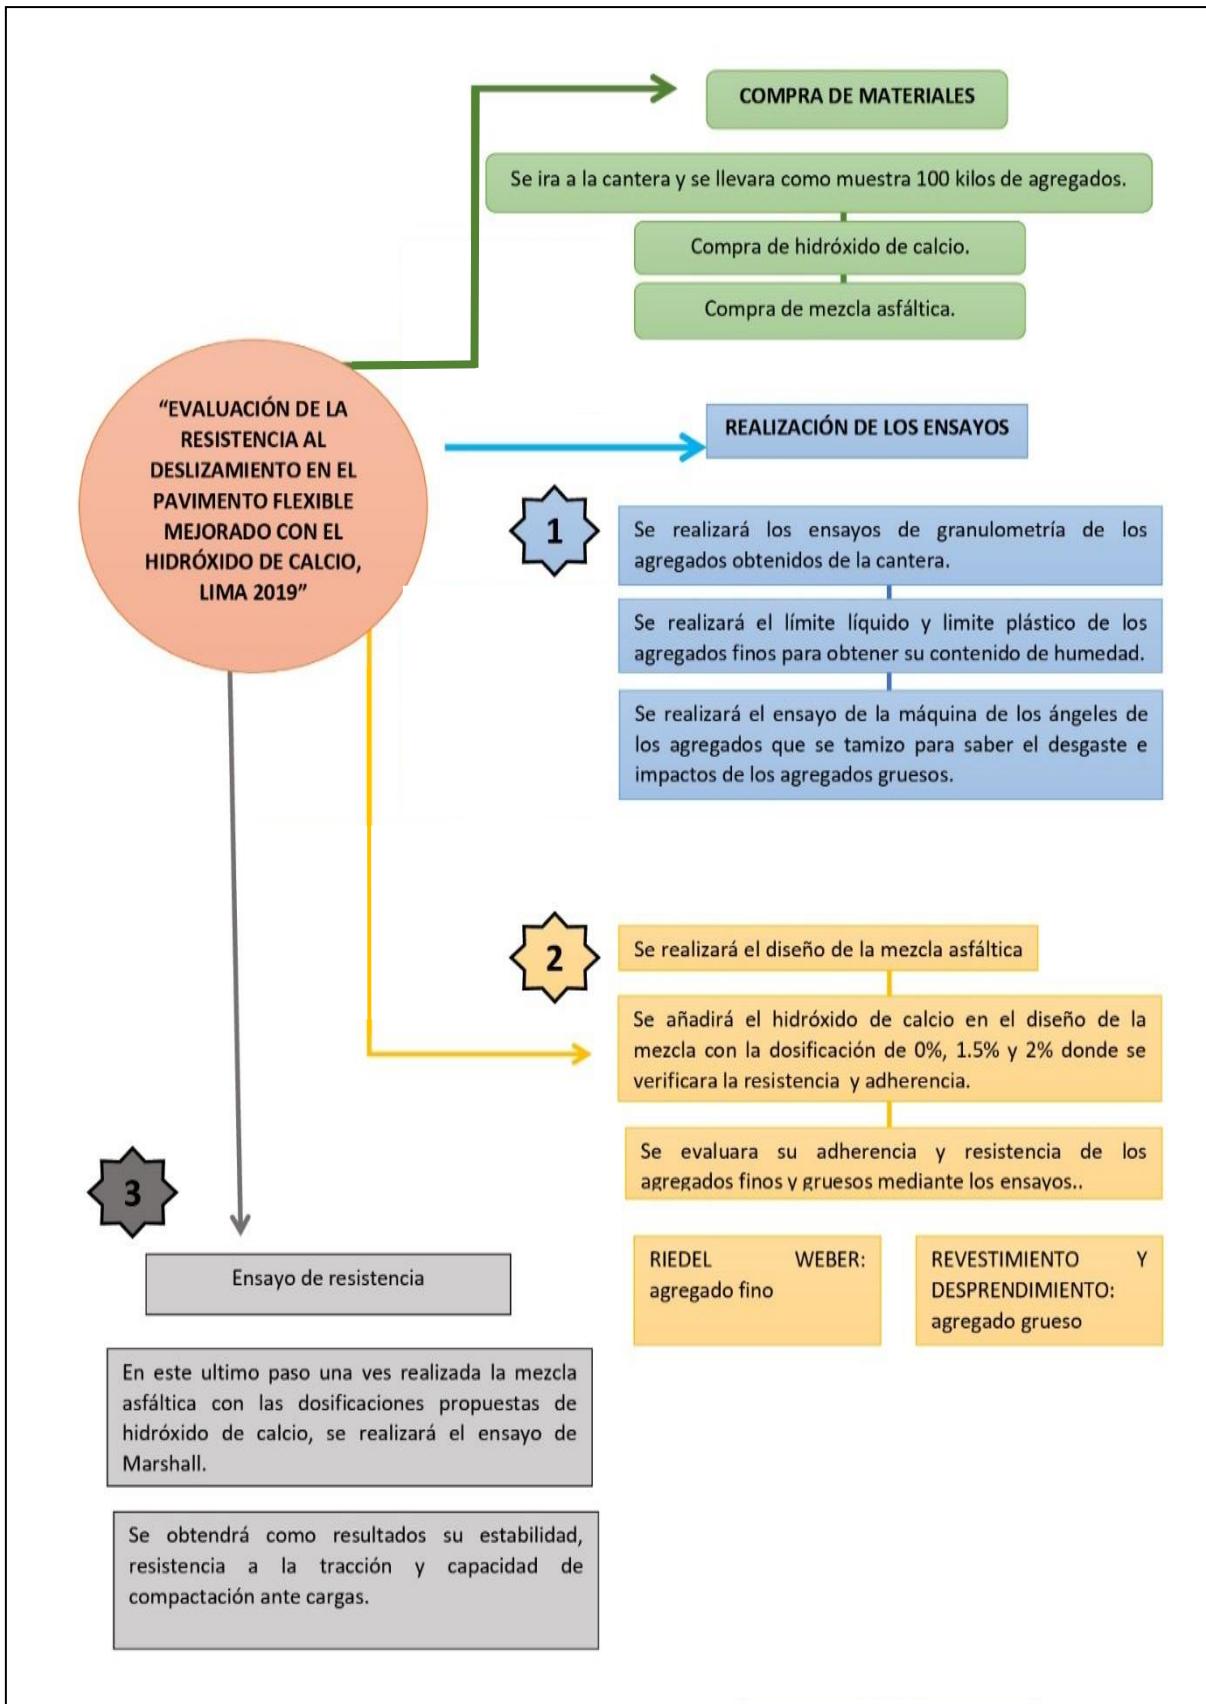 COMPRA DE MATERIALES
Se ira a la cantera y se llevara como muestra 100 kilos de agregados.
Compra de hidróxido de calcio.
Compra de mezcla asfáltica.
“EVALUACIÓN DE LA
RESISTENCIA AL
DESLIZAMIENTO EN EL
PAVIMENTO FLEXIBLE
MEJORADO CON EL
HIDRÓXIDO DE CALCIO,
LIMA 2019”
REALIZACIÓN DE LOS ENSAYOS
1
Se realizará los ensayos de granulometría de los
agregados obtenidos de la cantera.
Se realizará el límite líquido y limite plástico de los
agregados finos para obtener su contenido de humedad.
Se realizará el ensayo de la máquina de los ángeles de
los agregados que se tamizo para saber el desgaste e
impactos de los agregados gruesos.
2
Se realizará el diseño de la mezcla asfáltica
Se añadirá el hidróxido de calcio en el diseño de la
mezcla con la dosificación de 0%, 1.5% y 2% donde se
verificara la resistencia y adherencia.
Se evaluara su adherencia y resistencia de los
agregados finos y gruesos mediante los ensayos..
RIEDEL WEBER:
agregado fino
REVESTIMIENTO Y
DESPRENDIMIENTO:
agregado grueso
3
Ensayo de resistencia
En este ultimo paso una ves realizada la mezcla
asfáltica con las dosificaciones propuestas de
hidróxido de calcio, se realizará el ensayo de
Marshall.
Se obtendrá como resultados su estabilidad,
resistencia a la tracción y capacidad de
compactación ante cargas.